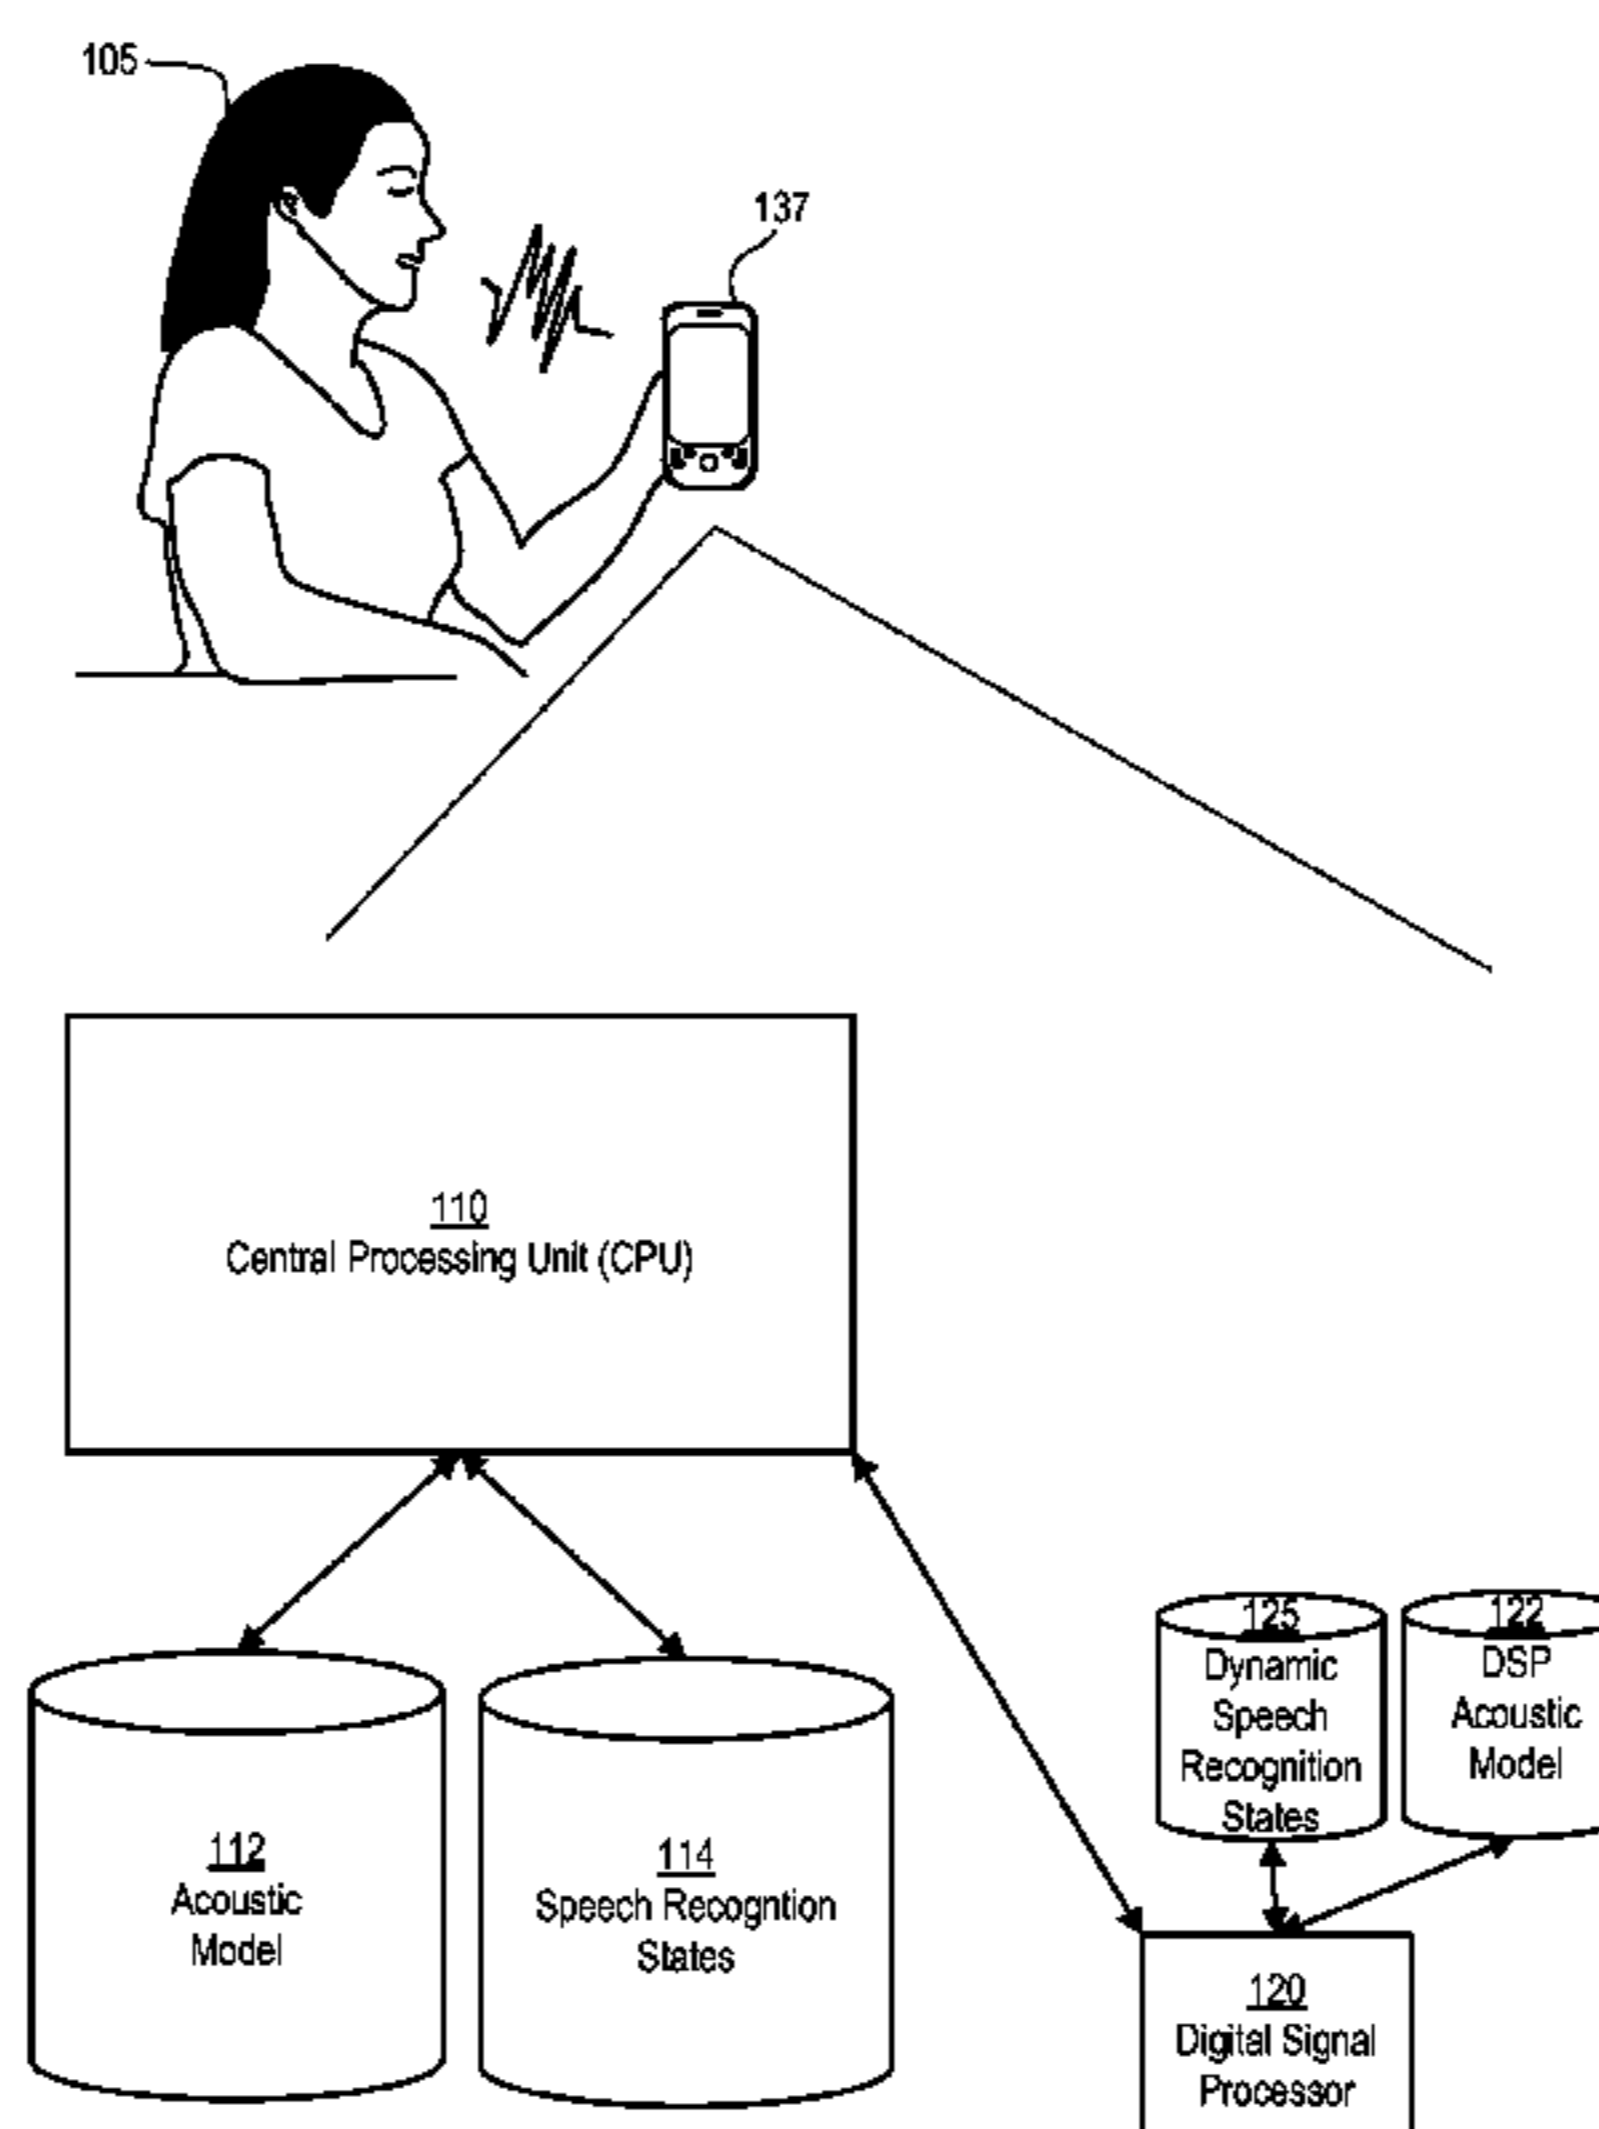 105
137
110
Central Processing Unit (CPU)
125
Dynamic
Speech
Recognition
States
122
DSP
Acoustic
Model
112
Acoustic
Model
114
Speech Recogntion
States
120
Digital Signal
Processor